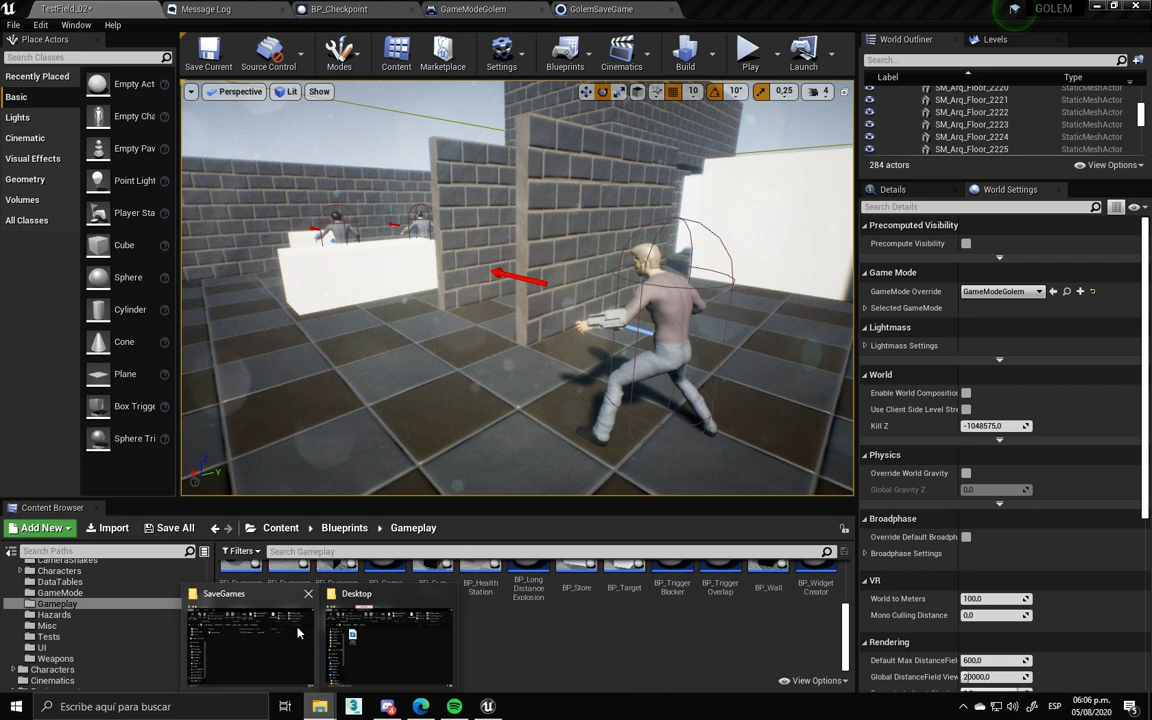 TestField_02*
Message Log
BP_Checkpoint
GameModeGolem
GolemSaveGame
GOLEM
File
Edit
Window
Help
Place Actors
Search Classes
Recently Placed
Basic
Lights
Cinematic
Visual Effects
Geometry
Volumes
All Classes
Empty Act
Empty Cha
Empty Paw
Point Light
Player Sta
Cube
Sphere
Cylinder
Cone
Plane
Box Trigge
Sphere Tri
Save Current
Source Control
Modes
Content
Marketplace
Settings
Blueprints
Cinematics
Build
Play
Launch
Perspective
Lit
Show
10
10°
0,25
4
World Outliner
Levels
Search...
Label
Type
SM_Arq_Floor_2220
StaticMeshActor
SM_Arq_Floor_2221
StaticMeshActor
SM_Arq_Floor_2222
StaticMeshActor
SM_Arq_Floor_2223
StaticMeshActor
SM_Arq_Floor_2224
StaticMeshActor
SM_Arq_Floor_2225
StaticMeshActor
284 actors
View Options
Details
World Settings
Search Details
Precomputed Visibility
Precompute Visibility
Game Mode
GameMode Override
GameModeGolem
Selected GameMode
Lightmass
Lightmass Settings
World
Enable World Composition
Use Client Side Level Stre
Kill Z
-1048575,0
Physics
Override World Gravity
Global Gravity Z
0,0
Broadphase
Override Default Broadph
Broadphase Settings
VR
World to Meters
100,0
Mono Culling Distance
0,0
Rendering
Default Max DistanceFiel
600,0
Global DistanceField View
20000,0
Content Browser
Add New
Import
Save All
Content
Blueprints
Gameplay
Search Paths
Filters
Search Gameplay
CameraShakes
Characters
DataTables
GameMode
Gameplay
Hazards
Misc
Tests
UI
Weapons
Characters
Cinematics
BP_Health Station
BP_Long Distance Explosion
BP_Store
BP_Target
BP_Trigger Blocker
BP_Trigger Overlap
BP_Wall
BP_Widget Creator
View Options
SaveGames
Desktop
Escribe aquí para buscar
ESP
06:06 p.m.
05/08/2020
5